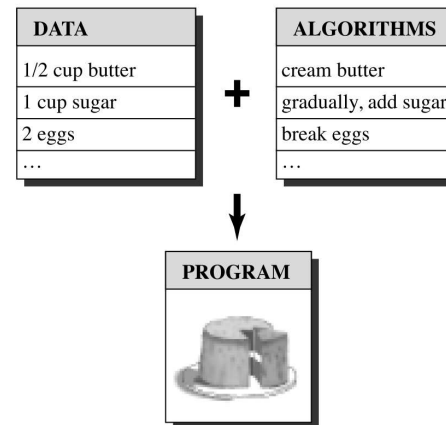 DATA
1/2 cup butter
1 cup sugar
2 eggs
…
+
ALGORITHMS
cream butter
gradually, add sugar
break eggs
…
PROGRAM